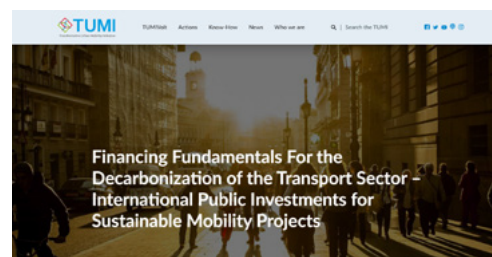 TUMI
TUMIVolt Actions Know-How News Who we are Search the TUMI
Financing Fundamentals For the
Decarbonization of the Transport Sector –
International Public Investments for
Sustainable Mobility Projects